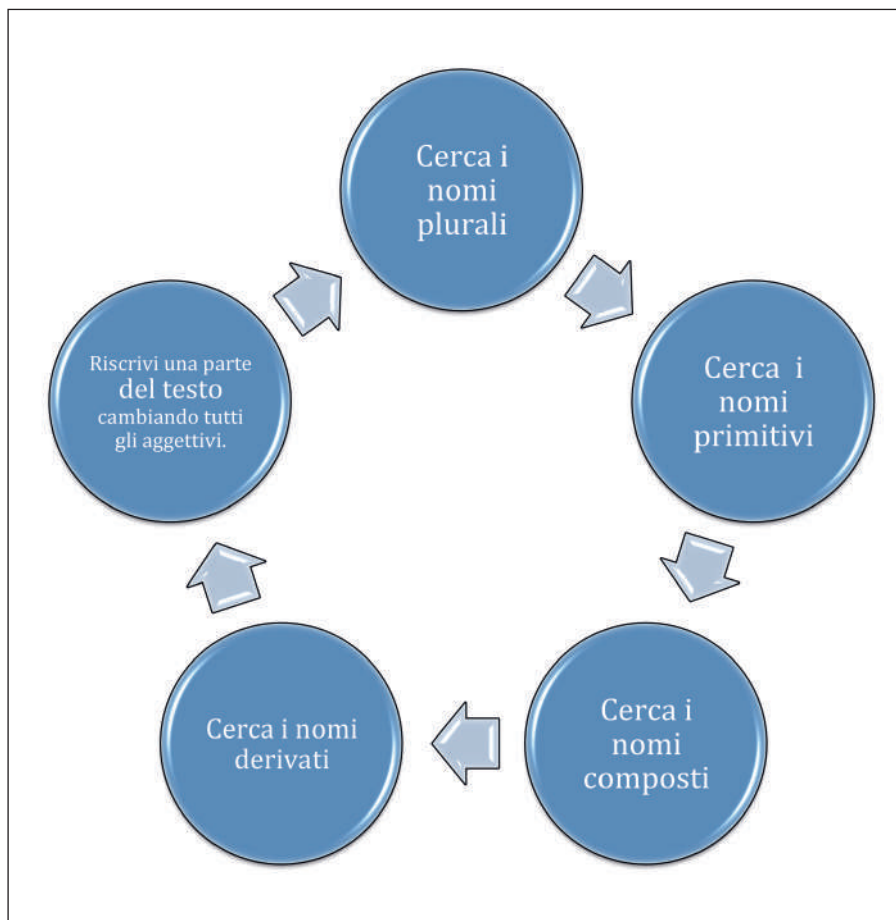 Cerca i
nomi
plurali
Cerca i
nomi
primitivi
Cerca i
nomi
composti
Cerca i nomi
derivati
Riscrivi una parte
del testo
cambiando tutti
gli aggettivi.